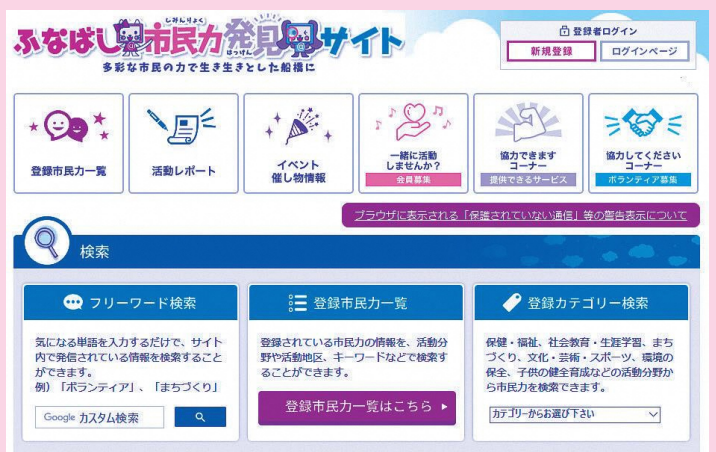 しみんりょく
はっけん
ふなばし市民力発見サイト
多彩な市民の力で生き生きとした船橋に
登録者ログイン
新規登録 ログインページ
登録市民力一覧
活動レポート
イベント
催し物情報
一緒に活動
しませんか？
会員募集
協力できます
コーナー
提供できるサービス
協力してください
コーナー
ボランティア募集
ブラウザに表示される「保護されていない通信」等の警告表示について
検索
フリーワード検索
気になる単語を入力するだけで、サイト
内で発信されている情報を検索すること
ができます。
例）「ボランティア」、「まちづくり」
Google カスタム検索
登録市民力一覧
登録されている市民力の情報を、活動分
野や活動地区、キーワードなどで検索す
ることができます。
登録市民力一覧はこちら
登録カテゴリー検索
保健・福祉、社会教育・生涯学習、まち
づくり、文化・芸術・スポーツ、環境の
保全、子供の健全育成などの活動分野か
ら市民力を検索できます。
カテゴリーからお選び下さい